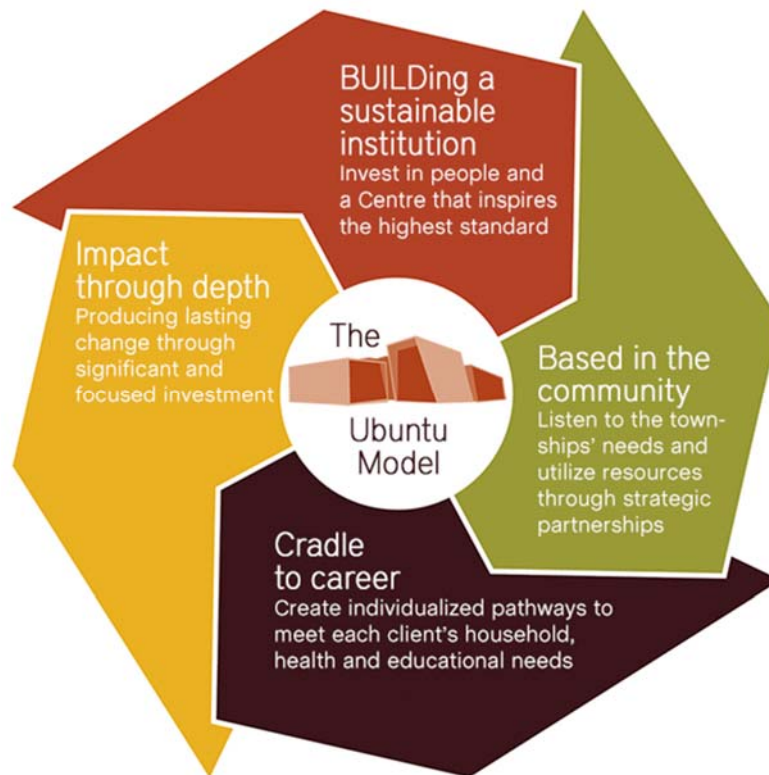 BUILDing a
sustainable
institution
Invest in people and
a Centre that inspires
the highest standard
Impact
through depth
Producing lasting
change through
significant and
focused investment
The
Ubuntu
Model
Based in the
community
Listen to the town-
ships' needs and
utilize resources
through strategic
partnerships
Cradle
to career
Create individualized pathways to
meet each client's household,
health and educational needs